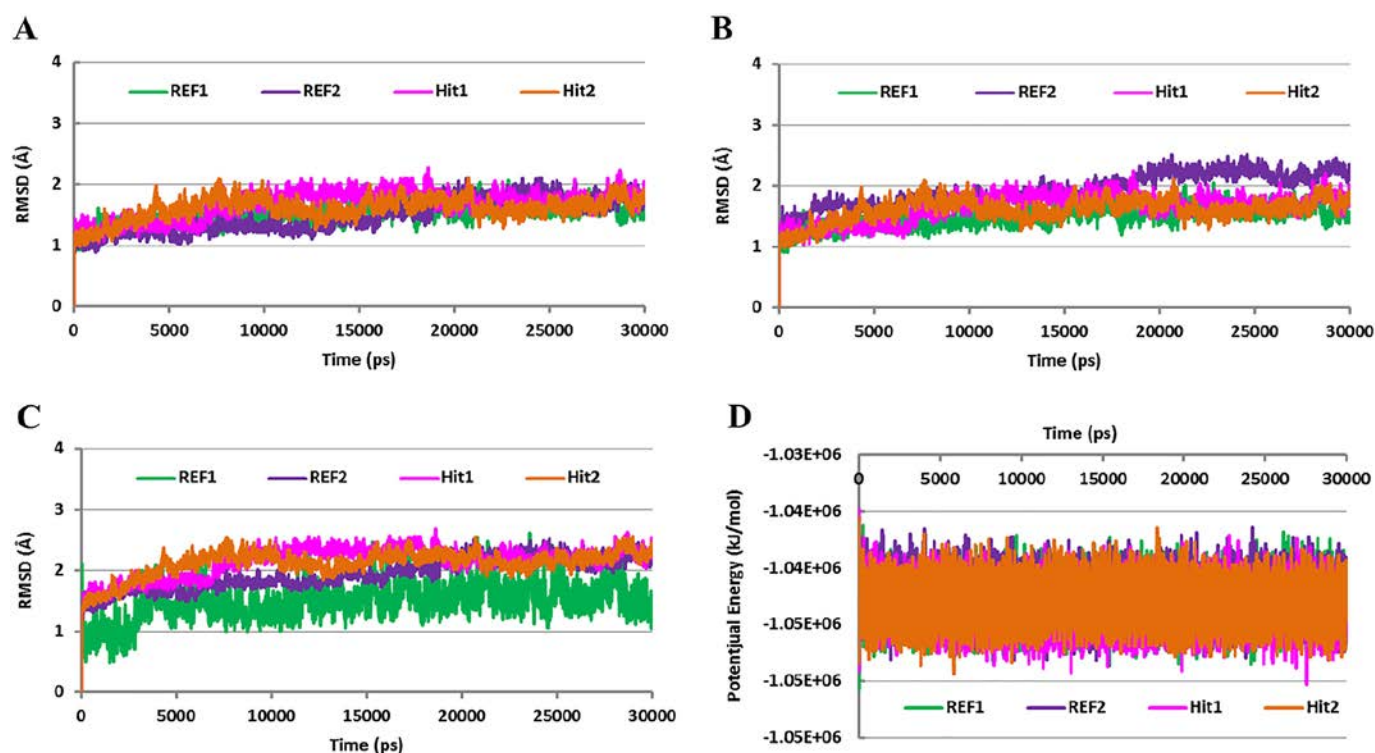 A
4
REF1 REF2 Hit1 Hit2
3
RMSD (Å)
2
1
0
0 5000 10000 15000 20000 25000 30000
Time (ps)
B
4
REF1 REF2 Hit1 Hit2
3
RMSD (Å)
2
1
0
0 5000 10000 15000 20000 25000 30000
Time (ps)
C
4
REF1 REF2 Hit1 Hit2
3
RMSD (Å)
2
1
0
0 5000 10000 15000 20000 25000 30000
Time (ps)
D
Time (ps)
-1.03E+06
0 5000 10000 15000 20000 25000 30000
-1.04E+06
Potentjual Energy (kJ/mol)
-1.04E+06
-1.05E+06
-1.05E+06
REF1 REF2 Hit1 Hit2
-1.05E+06